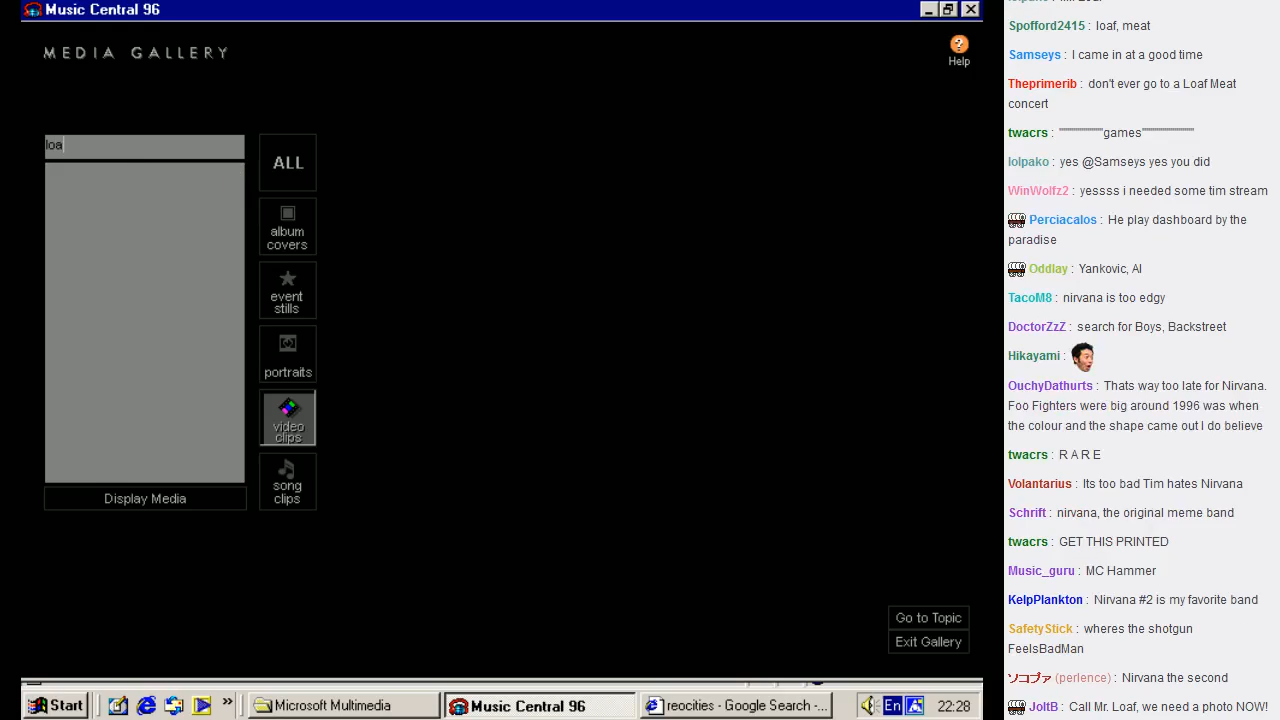 Music Central 96
MEDIA GALLERY
Help
loa
ALL
album
covers
event
stills
portraits
video
clips
song
clips
Display Media
Go to Topic
Exit Gallery
Start
Microsoft Multimedia
Music Central 96
reocities - Google Search -...
En
22:28
Spofford2415 : loaf, meat
Samseys : I came in at a good time
Theprimerib : don't ever go to a Loaf Meat
concert
twacrs : """"""""""""games""""""""""""
lolpako : yes @Samseys yes you did
WinWolfz2 : yessss i needed some tim stream
Perciacalos : He play dashboard by the
paradise
Oddlay : Yankovic, Al
TacoM8 : nirvana is too edgy
DoctorZzZ : search for Boys, Backstreet
Hikayami :
OuchyDathurts : Thats way too late for Nirvana.
Foo Fighters were big around 1996 was when
the colour and the shape came out I do believe
twacrs : R A R E
Volantarius : Its too bad Tim hates Nirvana
Schrift : nirvana, the original meme band
twacrs : GET THIS PRINTED
Music_guru : MC Hammer
KelpPlankton : Nirvana #2 is my favorite band
SafetyStick : wheres the shotgun
FeelsBadMan
ソコプァ (perlence) : Nirvana the second
JoltB : Call Mr. Loaf, we need a photo NOW!